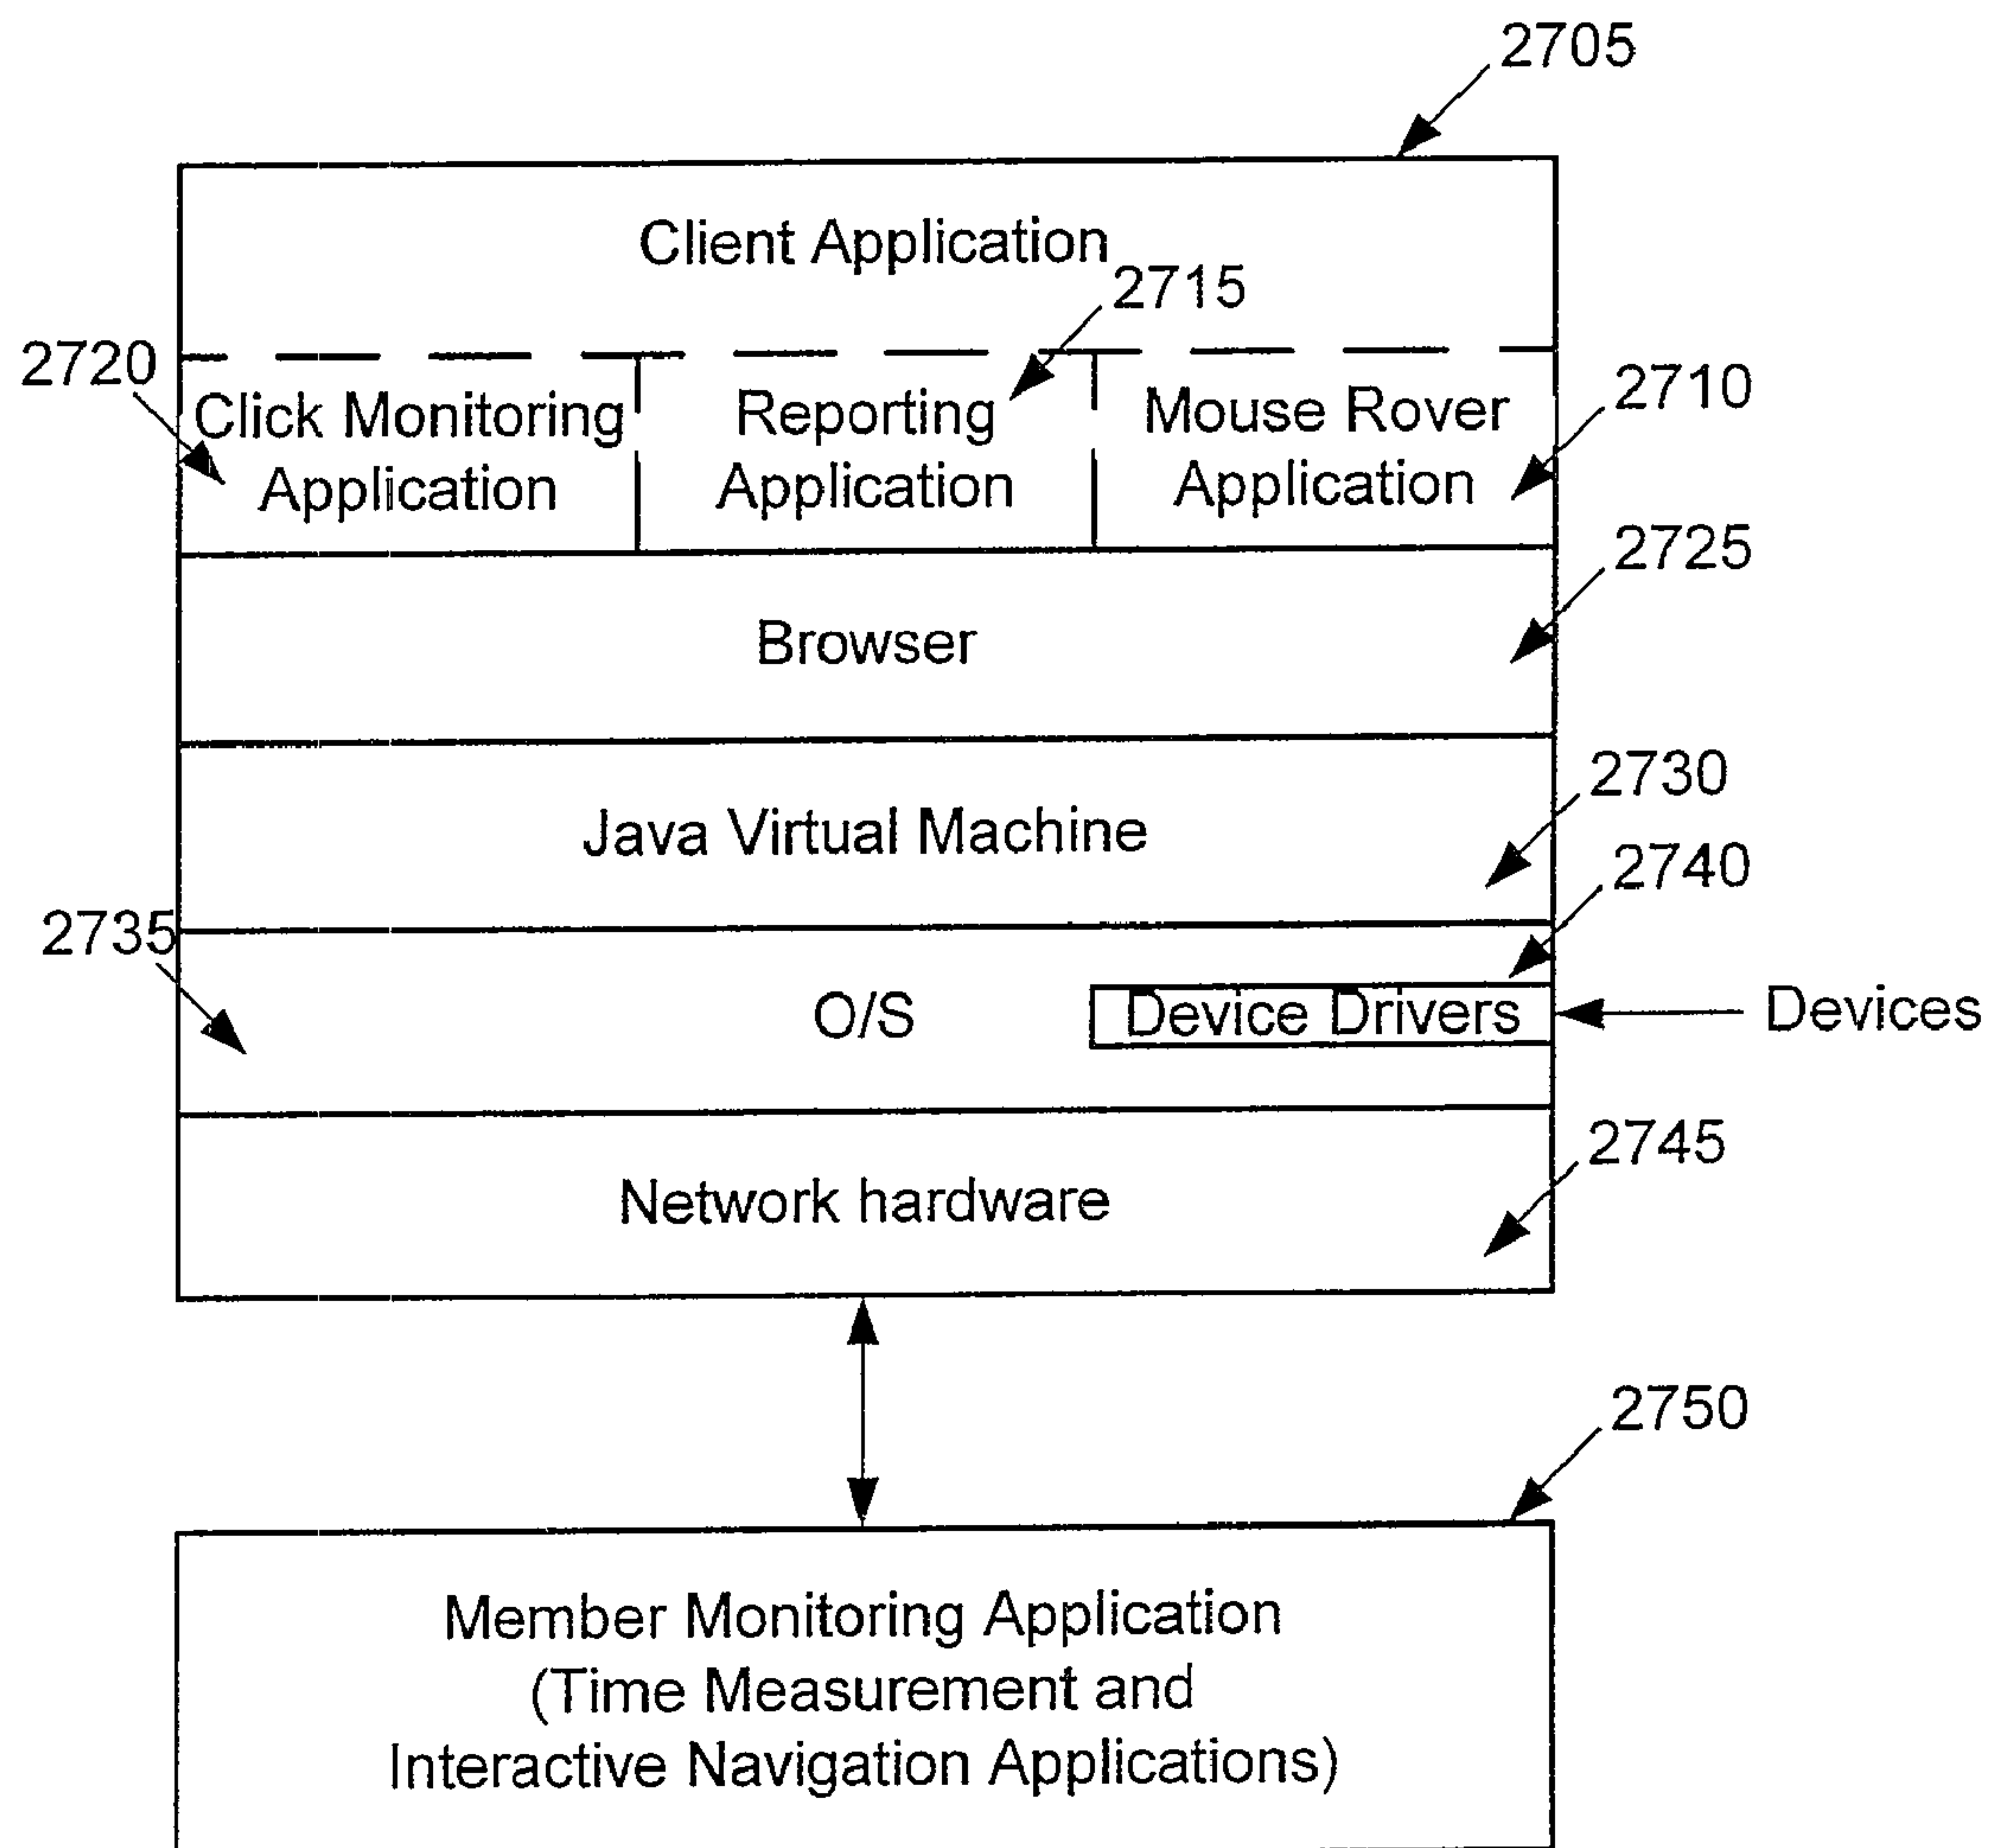 2705
Client Application
2715
2720
Click Monitoring
Application
Reporting
Application
Mouse Rover
Application
2710
2725
Browser
2730
Java Virtual Machine
2740
2735
O/S
Device Drivers
Devices
2745
Network hardware
2750
Member Monitoring Application
(Time Measurement and
Interactive Navigation Applications)